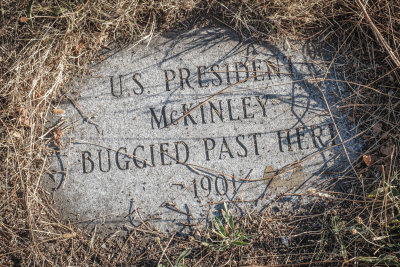 U.S. PRESIDENT
McKINLEY
BUGGIED PAST HERE
~1901~